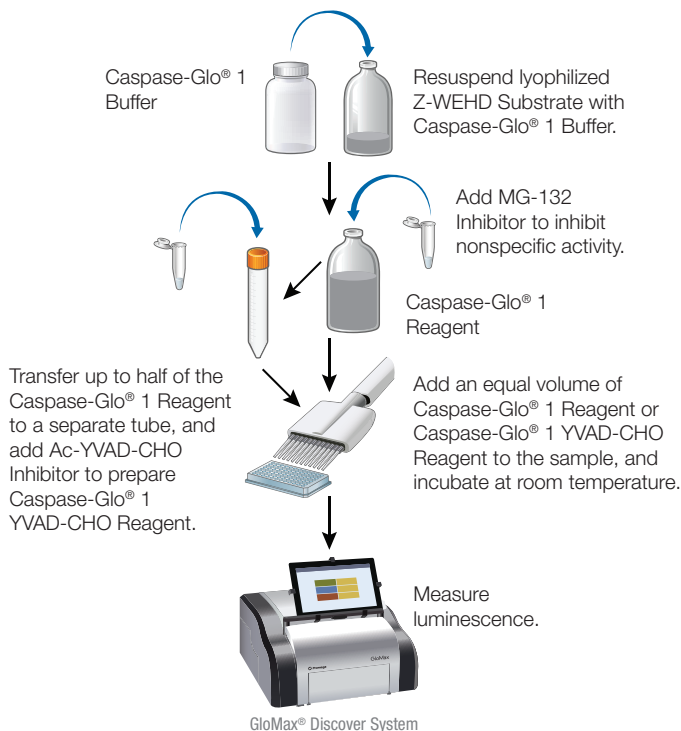 Caspase-Glo® 1
Buffer
Resuspend lyophilized
Z-WEHD Substrate with
Caspase-Glo® 1 Buffer.
Add MG-132
Inhibitor to inhibit
nonspecific activity.
Caspase-Glo® 1
Reagent
Transfer up to half of the
Caspase-Glo® 1 Reagent
to a separate tube, and
add Ac-YVAD-CHO
Inhibitor to prepare
Caspase-Glo® 1
YVAD-CHO Reagent.
Add an equal volume of
Caspase-Glo® 1 Reagent or
Caspase-Glo® 1 YVAD-CHO
Reagent to the sample, and
incubate at room temperature.
Measure
luminescence.
Promega
GloMax
GloMax® Discover System